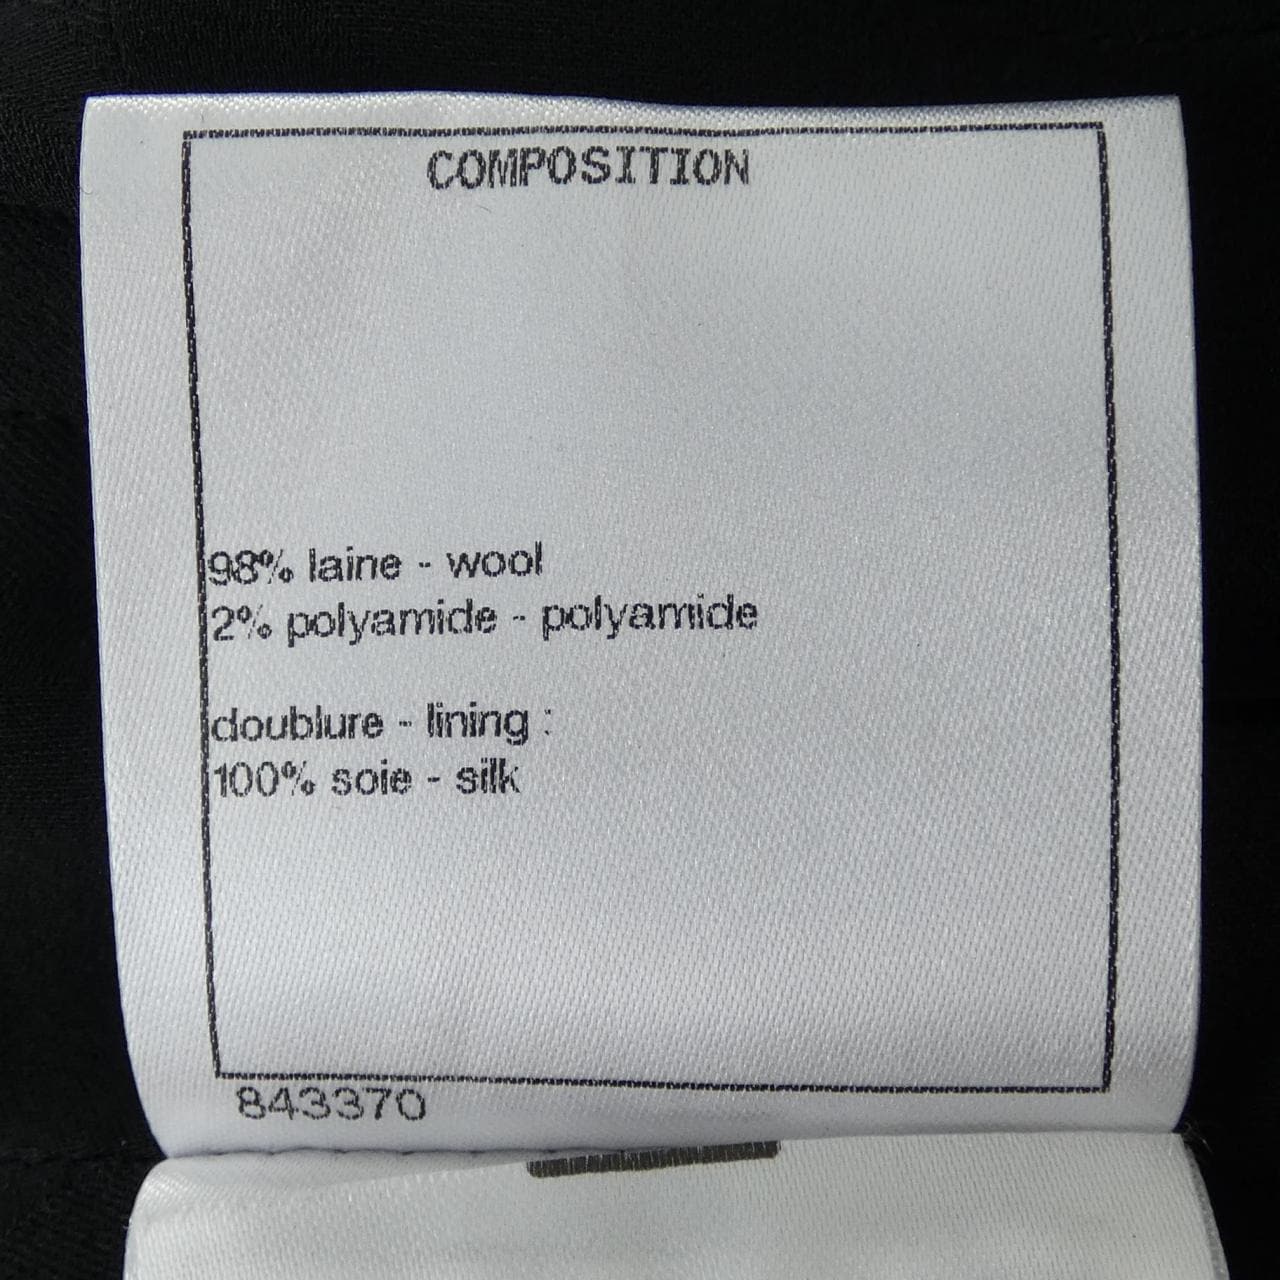 COMPOSITION
98% laine - wool
2% polyamide - polyamide
doublure - lining :
100% soie - silk
843370